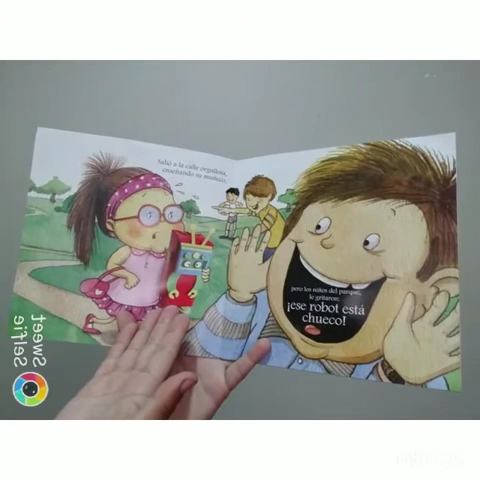 Salió a la calle orgullosa,
enseñando su muñeco,
pero los niños del parque,
le gritaron:
¡ese robot está
chueco!
Sweet
Selfie